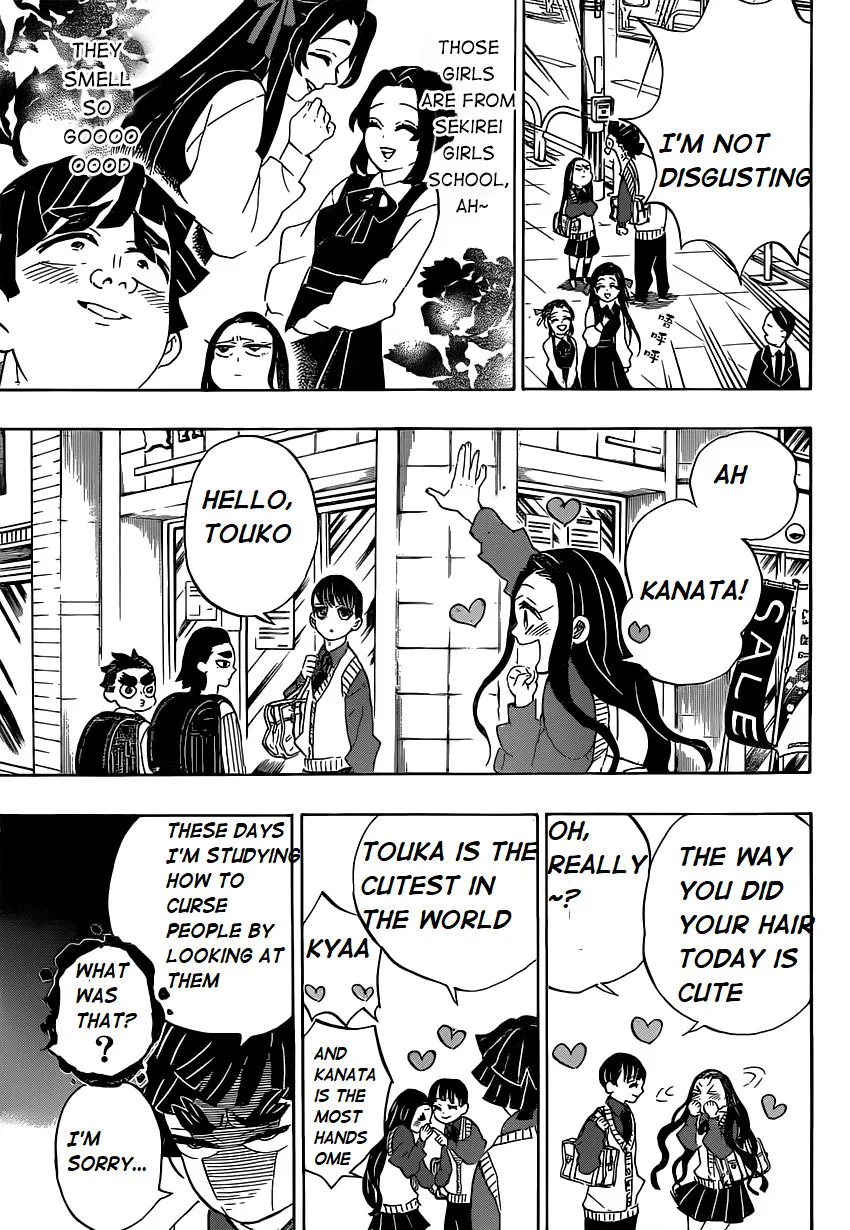 I'M NOT
DISGUSTING
嘻
呼
呼
THOSE
GIRLS
ARE FROM
SEKIREI
GIRLS
SCHOOL,
AH~
THEY
SMELL
SO
GOOOO
OOOD
AH
KANATA!
SALE
HELLO,
TOUKO
THE WAY
YOU DID
YOUR HAIR
TODAY IS
CUTE
OH,
REALLY
~?
TOUKA IS THE
CUTEST IN
THE WORLD
KYAA
AND
KANATA
IS THE
MOST
HANDS
OME
THESE DAYS
I'M STUDYING
HOW TO
CURSE
PEOPLE BY
LOOKING AT
THEM
WHAT
WAS
THAT?
?
I'M
SORRY...